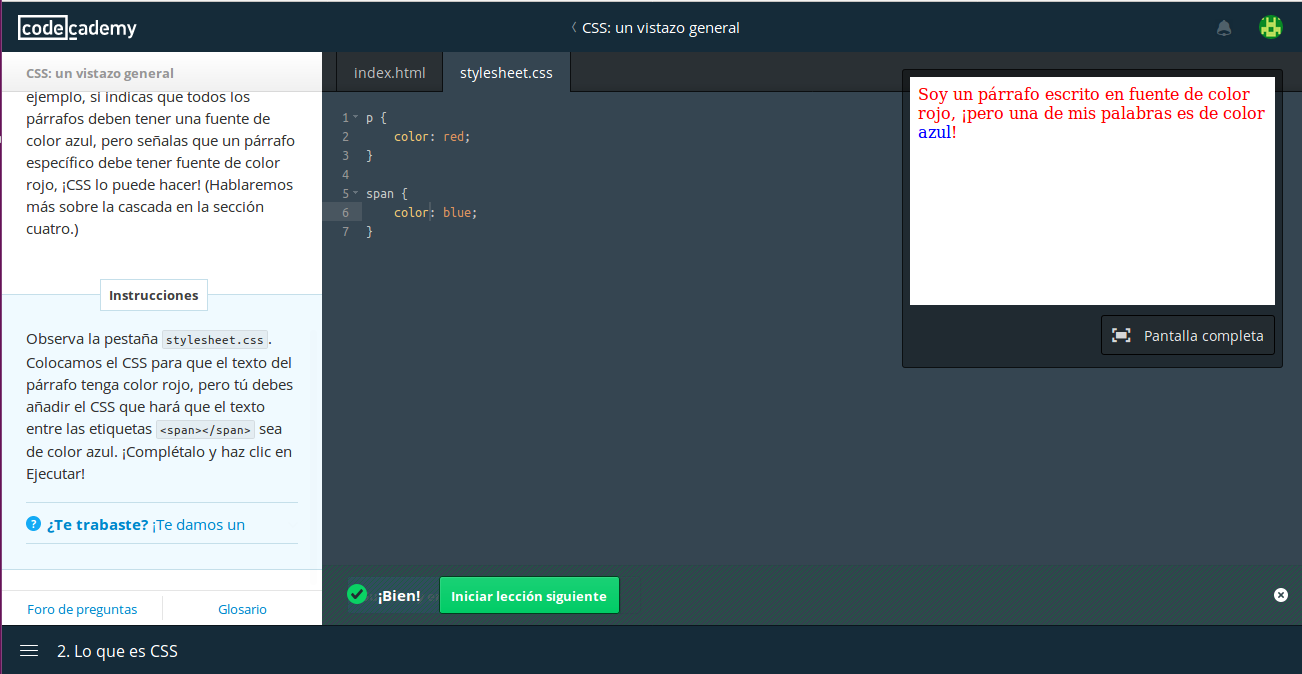 codecademy
CSS: un vistazo general
CSS: un vistazo general
ejemplo, si indicas que todos los
párrafos deben tener una fuente de
color azul, pero señalas que un párrafo
específico debe tener fuente de color
rojo, ¡CSS lo puede hacer! (Hablaremos
más sobre la cascada en la sección
cuatro.)
Instrucciones
Observa la pestaña stylesheet.css.
Colocamos el CSS para que el texto del
párrafo tenga color rojo, pero tú debes
añadir el CSS que hará que el texto
entre las etiquetas <span></span> sea
de color azul. ¡Complétalo y haz clic en
Ejecutar!
? ¿Te trabaste? ¡Te damos un
Foro de preguntas Glosario
index.html stylesheet.css
1 p {
2 color: red;
3 }
4
5 span {
6 color: blue;
7 }
Soy un párrafo escrito en fuente de color
rojo, ¡pero una de mis palabras es de color
azul!
Pantalla completa
¡Bien! Iniciar lección siguiente
2. Lo que es CSS